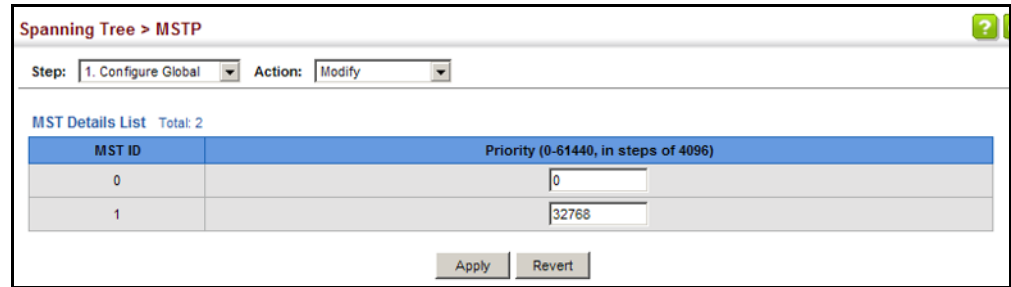 Spanning Tree > MSTP
?
Step: 1. Configure Global Action: Modify
MST Details List Total: 2
MST ID Priority (0-61440, in steps of 4096)
0 0
1 32768
Apply Revert